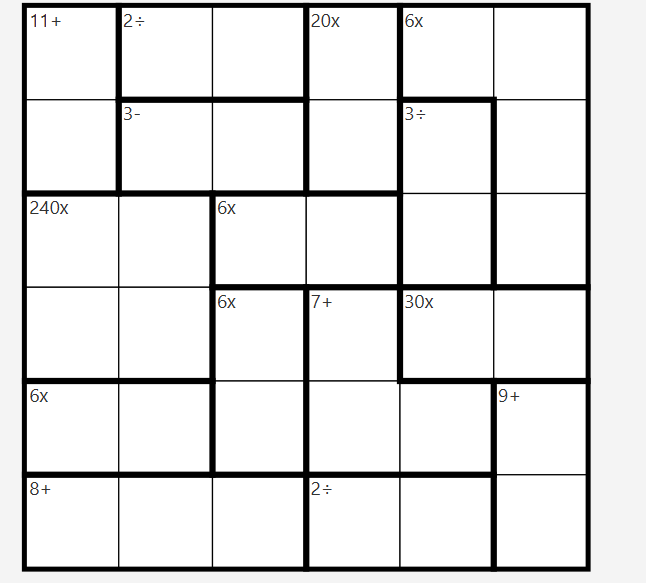 11+ 2÷ 20x 6x
3- 3÷
240x 6x
6x 7+ 30x
6x 9+
8+ 2÷